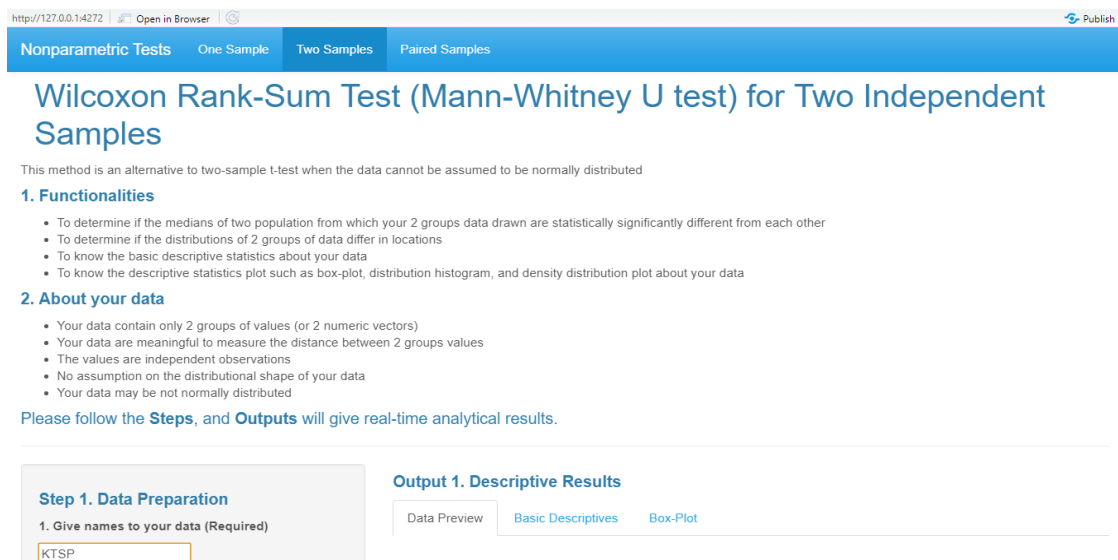 http://127.0.0.1:4272 Open in Browser Publish
Nonparametric Tests One Sample Two Samples Paired Samples
Wilcoxon Rank-Sum Test (Mann-Whitney U test) for Two Independent
Samples
This method is an alternative to two-sample t-test when the data cannot be assumed to be normally distributed
1. Functionalities
• To determine if the medians of two population from which your 2 groups data drawn are statistically significantly different from each other
• To determine if the distributions of 2 groups of data differ in locations
• To know the basic descriptive statistics about your data
• To know the descriptive statistics plot such as box-plot, distribution histogram, and density distribution plot about your data
2. About your data
• Your data contain only 2 groups of values (or 2 numeric vectors)
• Your data are meaningful to measure the distance between 2 groups values
• The values are independent observations
• No assumption on the distributional shape of your data
• Your data may be not normally distributed
Please follow the Steps, and Outputs will give real-time analytical results.
Step 1. Data Preparation
1. Give names to your data (Required)
KTSP
Output 1. Descriptive Results
Data Preview Basic Descriptives Box-Plot